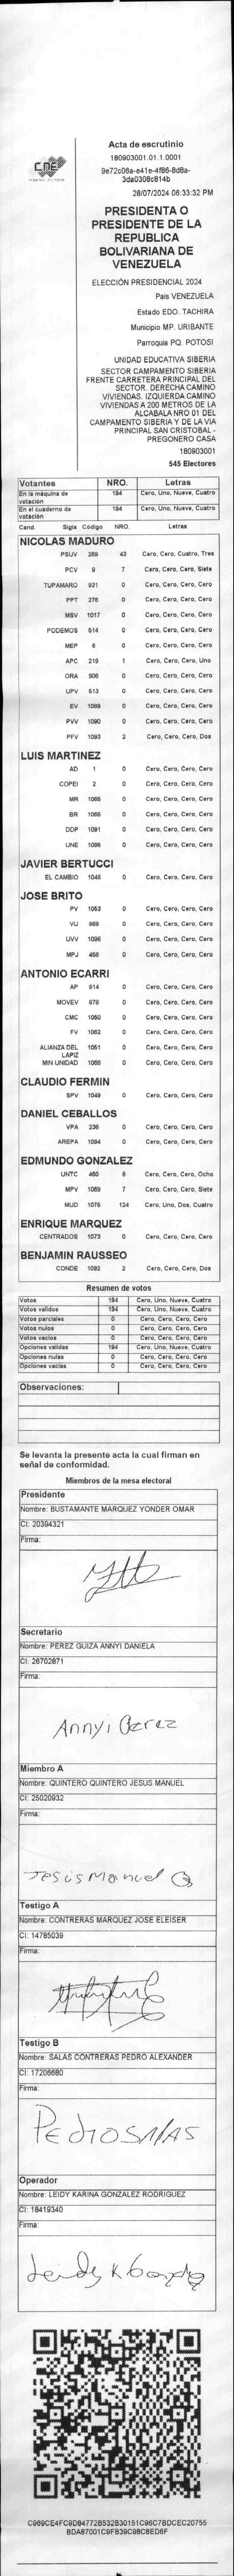 CNE
Acta de escrutinio
180903001.01.1.0001
9e72c06a-e41e-4f86-8d8a-
3da0308c814b
28/07/2024 06:33:32 PM
PRESIDENTA O
PRESIDENTE DE LA
REPUBLICA
BOLIVARIANA DE
VENEZUELA
ELECCIÓN PRESIDENCIAL 2024
País VENEZUELA
Estado EDO. TACHIRA
Municipio MP. URIBANTE
Parroquia PQ. POTOSI
UNIDAD EDUCATIVA SIBERIA
SECTOR CAMPAMENTO SIBERIA
FRENTE CARRETERA PRINCIPAL DEL
SECTOR. DERECHA CAMINO
VIVIENDAS. IZQUIERDA CAMINO
VIVIENDAS A 200 METROS DE LA
ALCABALA NRO 01 DEL
CAMPAMENTO SIBERIA Y DE LA VIA
PRINCIPAL SAN CRISTOBAL -
PREGONERO CASA
180903001
545 Electores
Votantes NRO. Letras
En la máquina de votación 194 Cero, Uno, Nueve, Cuatro
En el cuaderno de votación 194 Cero, Uno, Nueve, Cuatro
Cand. Sigla Código NRO. Letras
NICOLAS MADURO
PSUV 269 43 Cero, Cero, Cuatro, Tres
PCV 9 7 Cero, Cero, Cero, Siete
TUPAMARO 931 0 Cero, Cero, Cero, Cero
PPT 276 0 Cero, Cero, Cero, Cero
MSV 1017 0 Cero, Cero, Cero, Cero
PODEMOS 514 0 Cero, Cero, Cero, Cero
MEP 6 0 Cero, Cero, Cero, Cero
APC 219 1 Cero, Cero, Cero, Uno
ORA 906 0 Cero, Cero, Cero, Cero
UPV 513 0 Cero, Cero, Cero, Cero
EV 1089 0 Cero, Cero, Cero, Cero
PVV 1090 0 Cero, Cero, Cero, Cero
PFV 1093 2 Cero, Cero, Cero, Dos
LUIS MARTINEZ
AD 1 0 Cero, Cero, Cero, Cero
COPEI 2 0 Cero, Cero, Cero, Cero
MR 1065 0 Cero, Cero, Cero, Cero
BR 1066 0 Cero, Cero, Cero, Cero
DDP 1091 0 Cero, Cero, Cero, Cero
UNE 1095 0 Cero, Cero, Cero, Cero
JAVIER BERTUCCI
EL CAMBIO 1048 0 Cero, Cero, Cero, Cero
JOSE BRITO
PV 1053 0 Cero, Cero, Cero, Cero
VU 868 0 Cero, Cero, Cero, Cero
UVV 1096 0 Cero, Cero, Cero, Cero
MPJ 458 0 Cero, Cero, Cero, Cero
ANTONIO ECARRI
AP 814 0 Cero, Cero, Cero, Cero
MOVEV 978 0 Cero, Cero, Cero, Cero
CMC 1050 0 Cero, Cero, Cero, Cero
FV 1062 0 Cero, Cero, Cero, Cero
ALIANZA DEL LAPIZ 1051 0 Cero, Cero, Cero, Cero
MIN UNIDAD 1068 0 Cero, Cero, Cero, Cero
CLAUDIO FERMIN
SPV 1049 0 Cero, Cero, Cero, Cero
DANIEL CEBALLOS
VPA 236 0 Cero, Cero, Cero, Cero
AREPA 1094 0 Cero, Cero, Cero, Cero
EDMUNDO GONZALEZ
UNTC 460 8 Cero, Cero, Cero, Ocho
MPV 1069 7 Cero, Cero, Cero, Siete
MUD 1075 124 Cero, Uno, Dos, Cuatro
ENRIQUE MARQUEZ
CENTRADOS 1073 0 Cero, Cero, Cero, Cero
BENJAMIN RAUSSEO
CONDE 1092 2 Cero, Cero, Cero, Dos
Resumen de votos
Votos 194 Cero, Uno, Nueve, Cuatro
Votos validos 194 Cero, Uno, Nueve, Cuatro
Votos parciales 0 Cero, Cero, Cero, Cero
Votos nulos 0 Cero, Cero, Cero, Cero
Votos vacios 0 Cero, Cero, Cero, Cero
Opciones validas 194 Cero, Uno, Nueve, Cuatro
Opciones nulas 0 Cero, Cero, Cero, Cero
Opciones vacias 0 Cero, Cero, Cero, Cero
Observaciones:
Se levanta la presente acta la cual firman en
señal de conformidad.
Miembros de la mesa electoral
Presidente
Nombre: BUSTAMANTE MARQUEZ YONDER OMAR
CI: 20394321
Firma:
Secretario
Nombre: PEREZ GUIZA ANNYI DANIELA
CI: 26702871
Firma:
Annyi Perez
Miembro A
Nombre: QUINTERO QUINTERO JESUS MANUEL
CI: 25020932
Firma:
Jesus Manuel Q
Testigo A
Nombre: CONTRERAS MARQUEZ JOSE ELEISER
CI: 14785039
Firma:
Testigo B
Nombre: SALAS CONTRERAS PEDRO ALEXANDER
CI: 17206680
Firma:
PEdroSAlAS
Operador
Nombre: LEIDY KARINA GONZALEZ RODRIGUEZ
CI: 18419340
Firma:
Leidy K Gonzalez
C969CE4FC9D84772B532B30151C96C7BDCEC20755
BDA87001C9FB39C98C8ED6F